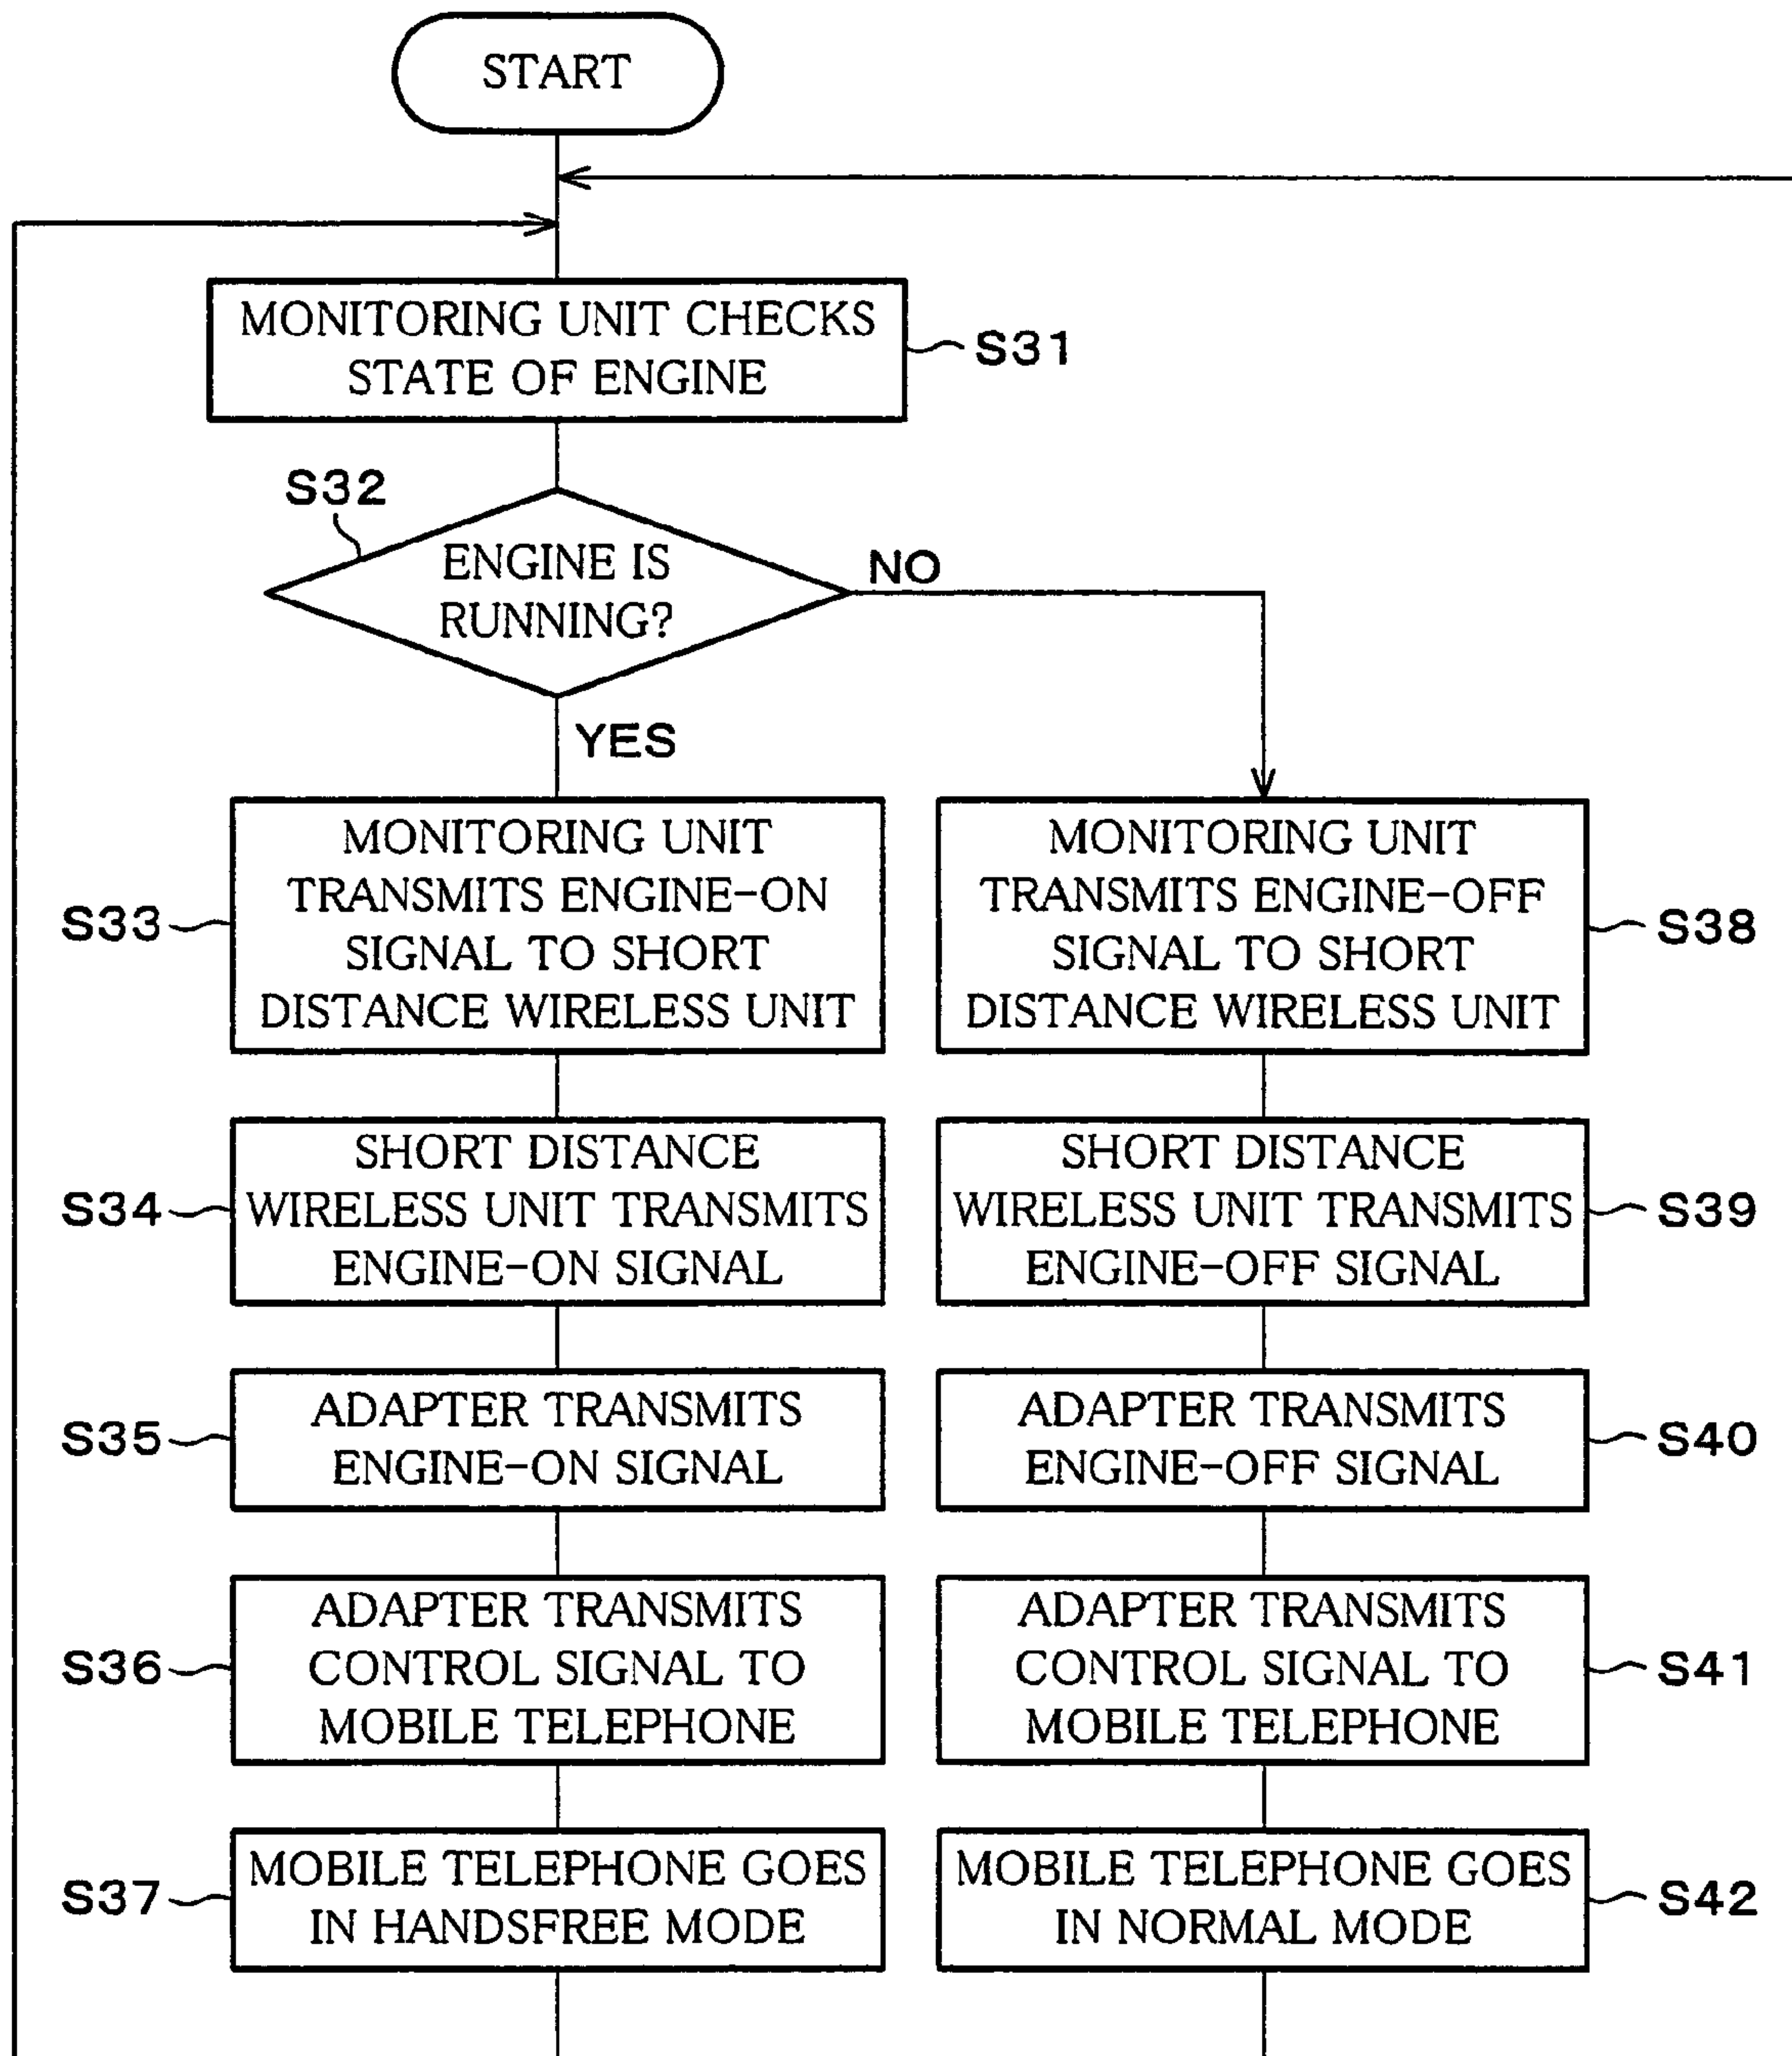 START
MONITORING UNIT CHECKS
STATE OF ENGINE
S31
S32
ENGINE IS
RUNNING?
NO
YES
S33
MONITORING UNIT
TRANSMITS ENGINE-ON
SIGNAL TO SHORT
DISTANCE WIRELESS UNIT
MONITORING UNIT
TRANSMITS ENGINE-OFF
SIGNAL TO SHORT
DISTANCE WIRELESS UNIT
S38
S34
SHORT DISTANCE
WIRELESS UNIT TRANSMITS
ENGINE-ON SIGNAL
SHORT DISTANCE
WIRELESS UNIT TRANSMITS
ENGINE-OFF SIGNAL
S39
S35
ADAPTER TRANSMITS
ENGINE-ON SIGNAL
ADAPTER TRANSMITS
ENGINE-OFF SIGNAL
S40
S36
ADAPTER TRANSMITS
CONTROL SIGNAL TO
MOBILE TELEPHONE
ADAPTER TRANSMITS
CONTROL SIGNAL TO
MOBILE TELEPHONE
S41
S37
MOBILE TELEPHONE GOES
IN HANDSFREE MODE
MOBILE TELEPHONE GOES
IN NORMAL MODE
S42